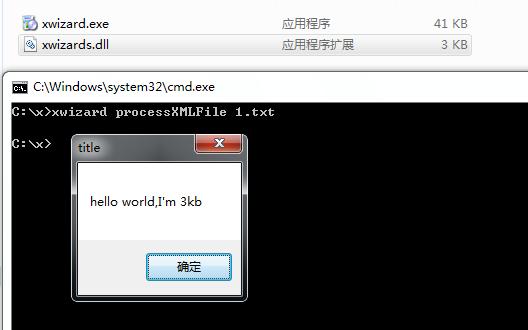 xwizard.exe 应用程序 41 KB
xwizards.dll 应用程序扩展 3 KB
C:\Windows\system32\cmd.exe
C:\x>xwizard processXMLFile 1.txt
C:\x>
title
hello world,I'm 3kb
确定